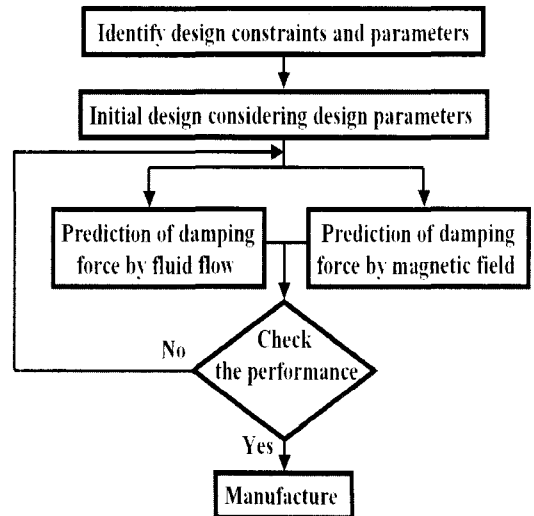 Identify design constraints and parameters
Initial design considering design parameters
Prediction of damping
force by fluid flow
Prediction of damping
force by magnetic field
Check
the performance
No
Yes
Manufacture